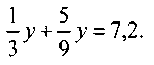 1/3 y + 5/9 y = 7,2.